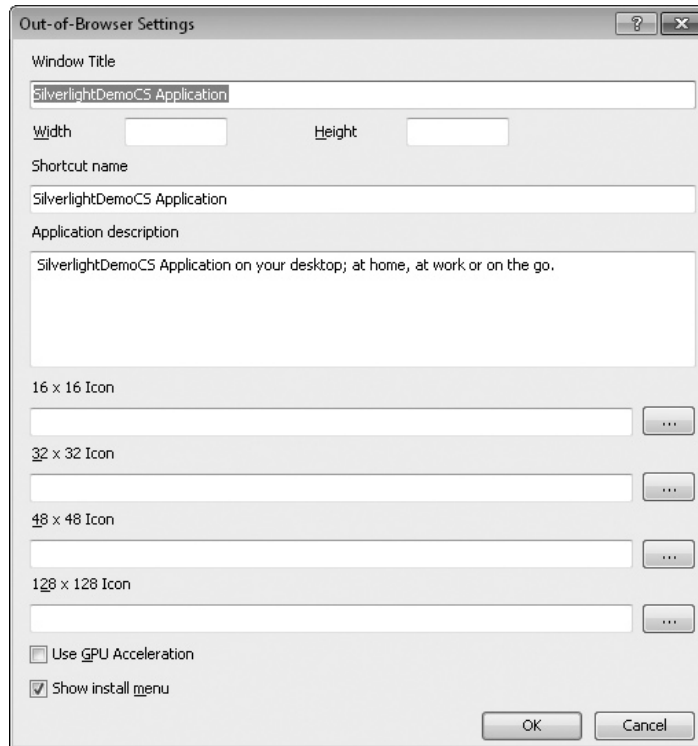 Out-of-Browser Settings
Window Title
SilverlightDemoCS Application
Width Height
Shortcut name
SilverlightDemoCS Application
Application description
SilverlightDemoCS Application on your desktop; at home, at work or on the go.
16 x 16 Icon
...
32 x 32 Icon
...
48 x 48 Icon
...
128 x 128 Icon
...
Use GPU Acceleration
Show install menu
OK Cancel